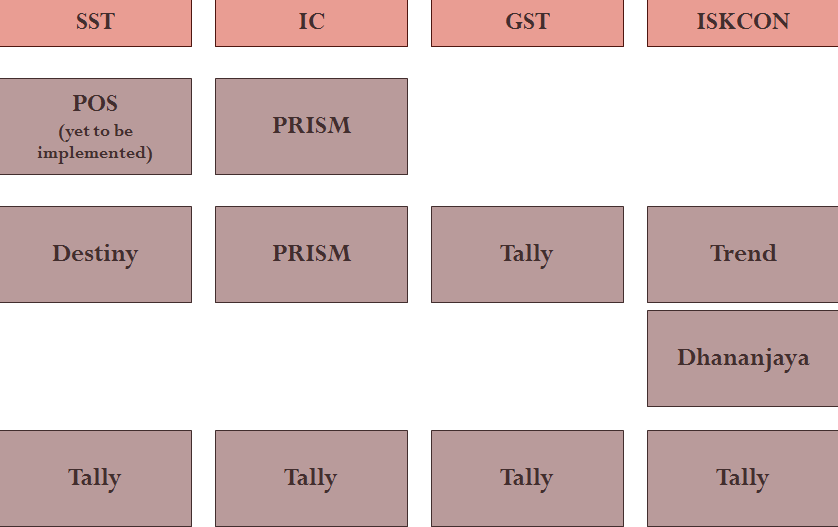 SST
IC
GST
ISKCON
POS
(yet to be
implemented)
PRISM
Destiny
PRISM
Tally
Trend
Dhananjaya
Tally
Tally
Tally
Tally